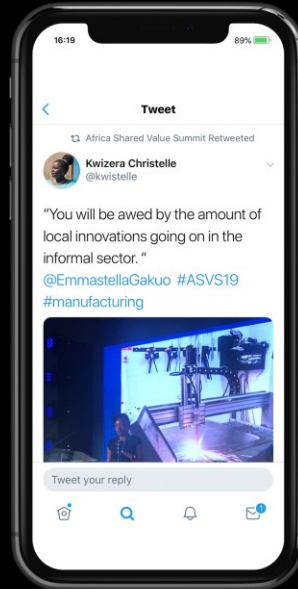 16:19 89%
Tweet
Africa Shared Value Summit Retweeted
Kwizera Christelle
@kwistelle
“You will be awed by the amount of
local innovations going on in the
informal sector. “
@EmmastellaGakuo #ASVS19
#manufacturing
Tweet your reply
1